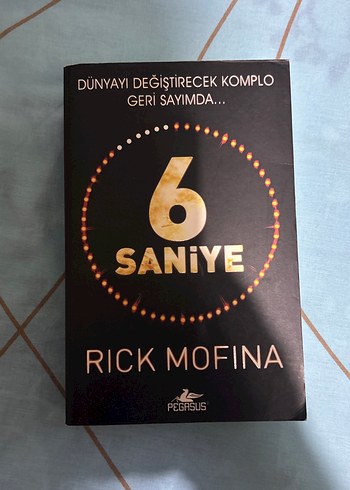 DÜNYAYI DEĞİŞTİRECEK KOMPLO
GERİ SAYIMDA...
6
SANİYE
RICK MOFINA
PEGASUS